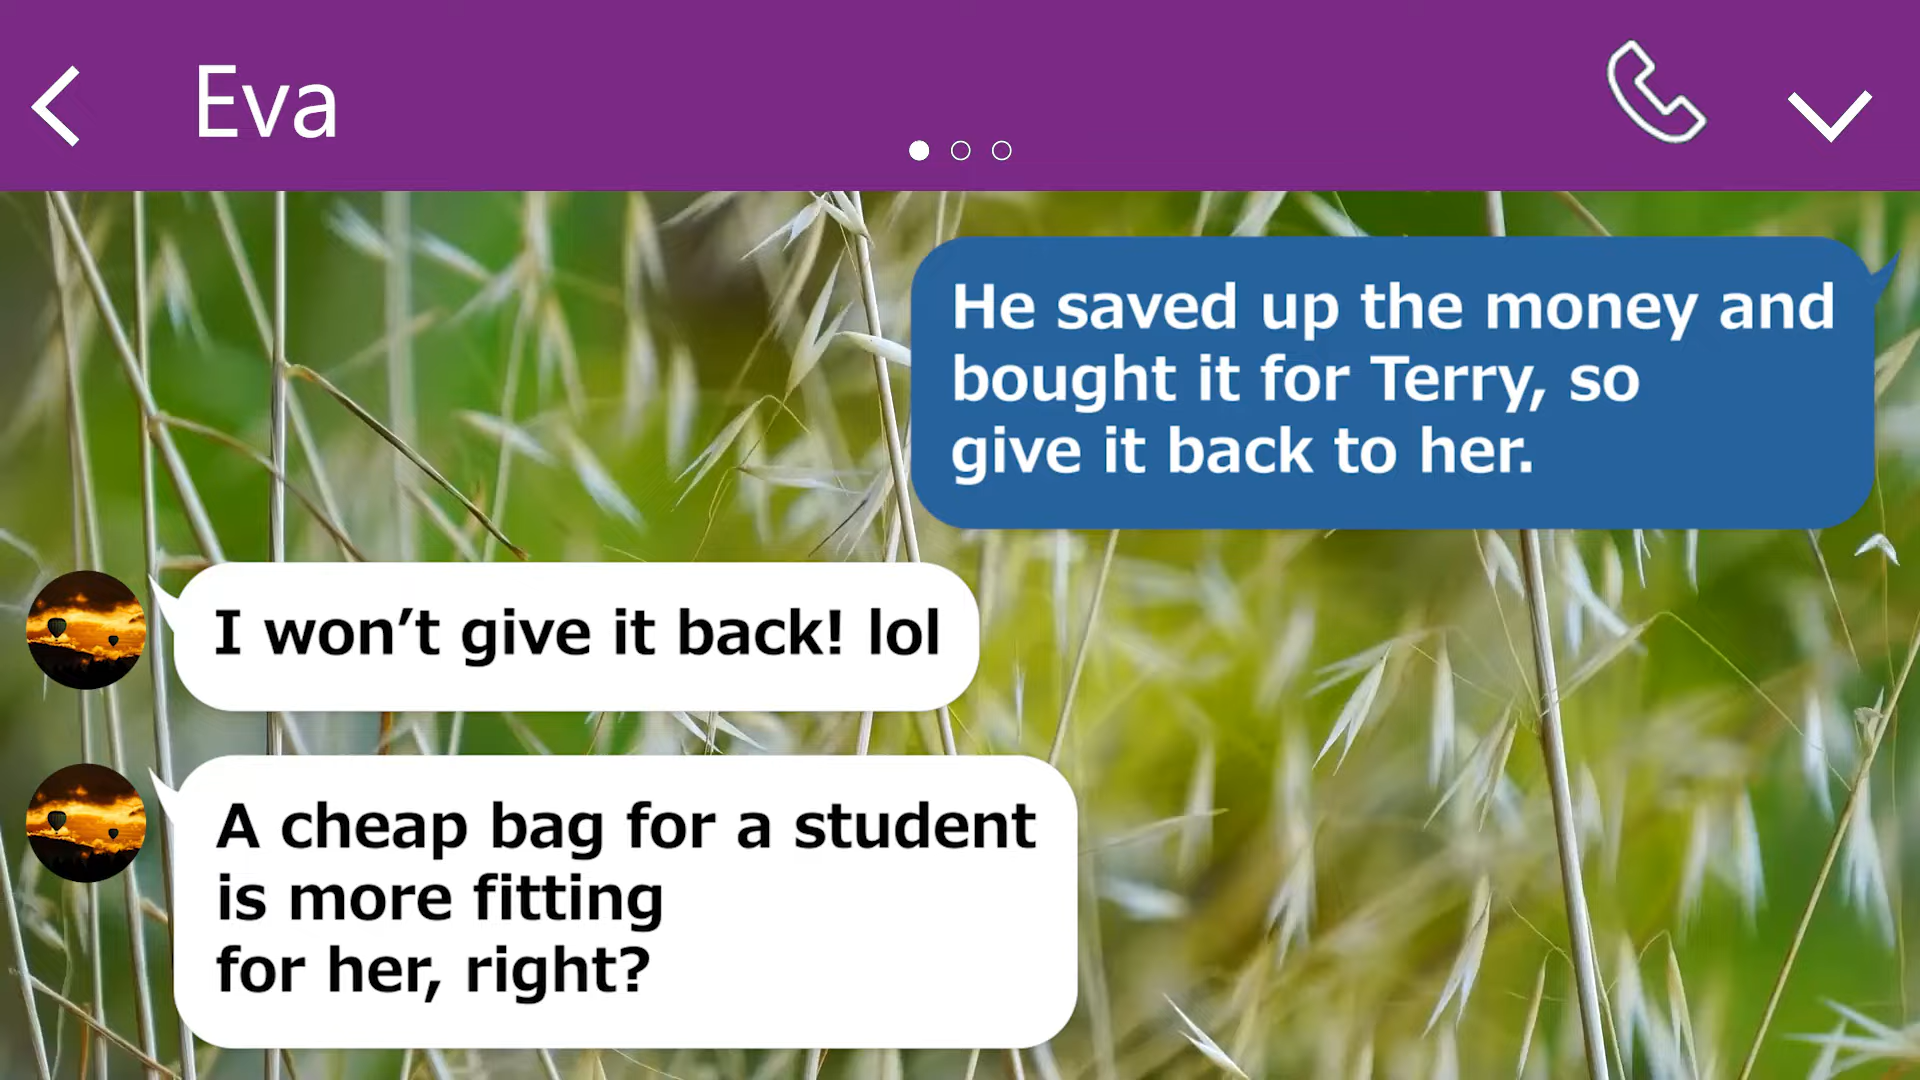 Eva
He saved up the money and
bought it for Terry, so
give it back to her.
I won’t give it back! lol
A cheap bag for a student
is more fitting
for her, right?